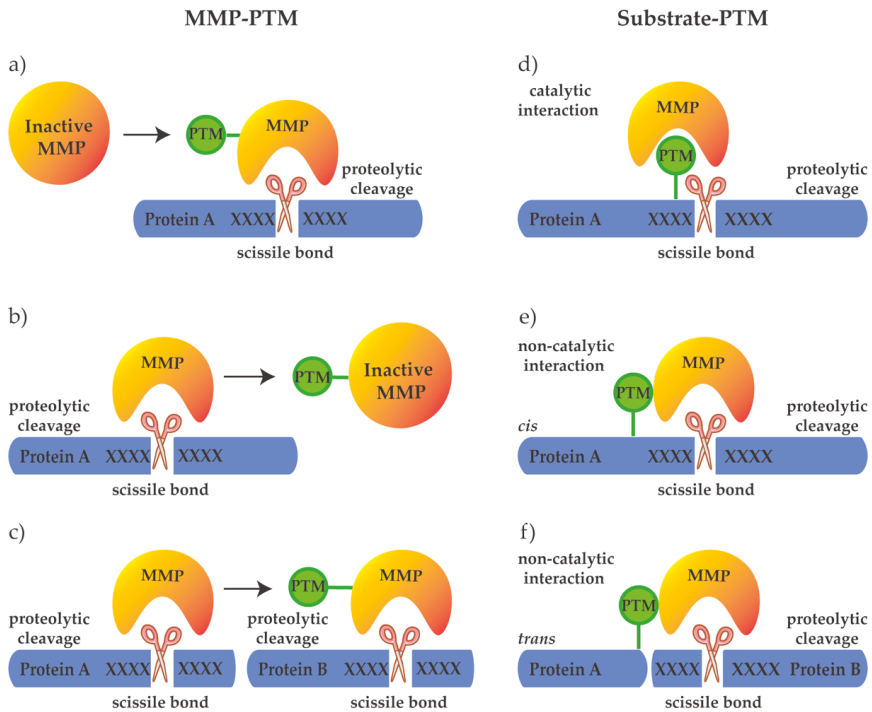 MMP-PTM
Substrate-PTM
a)
Inactive
MMP
PTM
MMP
proteolytic
cleavage
Protein A XXXX XXXX
scissile bond
b)
MMP
PTM
Inactive
MMP
proteolytic
cleavage
Protein A XXXX XXXX
scissile bond
c)
MMP
PTM
MMP
proteolytic
cleavage
proteolytic
cleavage
Protein A XXXX XXXX
Protein B XXXX XXXX
scissile bond
scissile bond
d)
catalytic
interaction
MMP
PTM
proteolytic
cleavage
Protein A XXXX XXXX
scissile bond
e)
non-catalytic
interaction
MMP
PTM
cis
proteolytic
cleavage
Protein A XXXX XXXX
scissile bond
f)
non-catalytic
interaction
MMP
PTM
trans
proteolytic
cleavage
Protein A XXXX XXXX Protein B
scissile bond